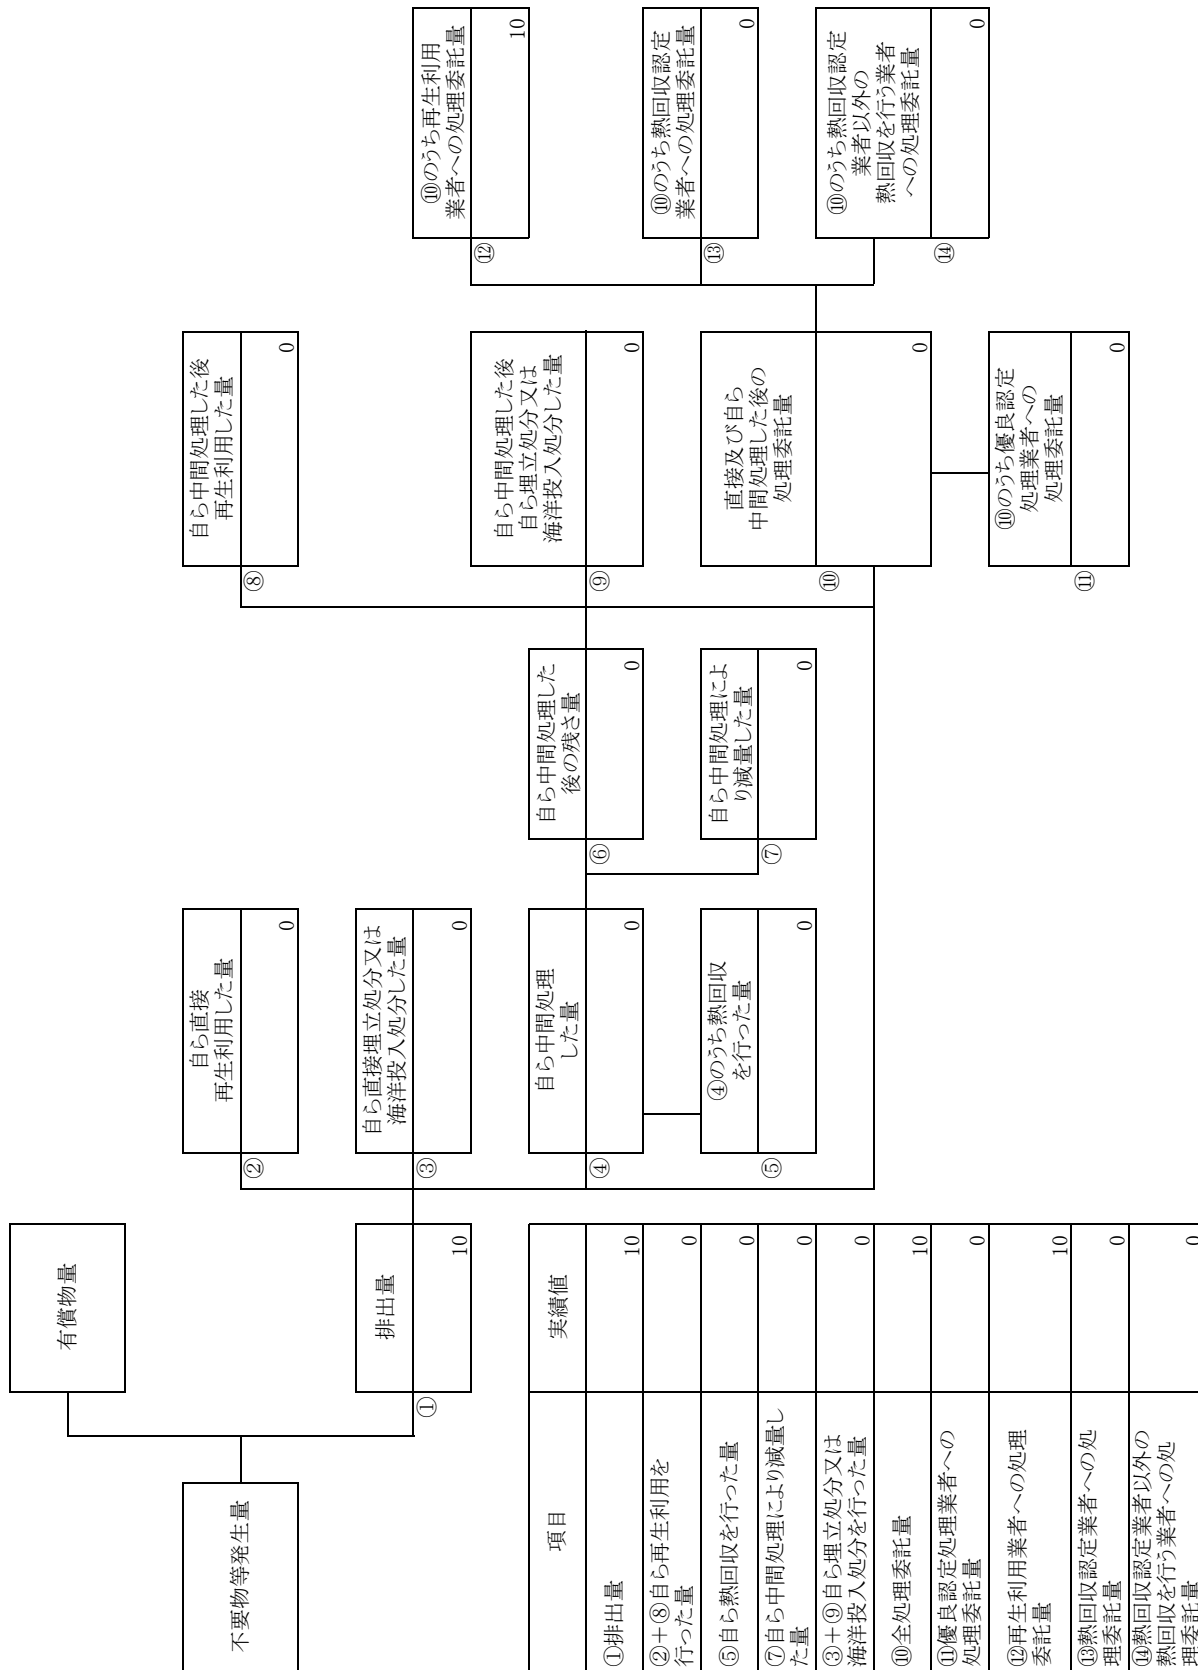 不要物等発生量
有償物量
①
排出量
10
②
自ら直接
再生利用した量
0
③
自ら直接埋立処分又は
海洋投入処分した量
0
④
自ら中間処理
した量
0
⑤
④のうち熱回収
を行った量
0
⑥
自ら中間処理した
後の残さ量
0
⑦
自ら中間処理によ
り減量した量
0
⑧
自ら中間処理した後
再生利用した量
0
⑨
自ら中間処理した後
自ら埋立処分又は
海洋投入処分した量
0
⑩
直接及び自ら
中間処理した後の
処理委託量
0
⑪
⑩のうち優良認定
処理業者への
処理委託量
0
⑫
⑩のうち再生利用
業者への処理委託量
10
⑬
⑩のうち熱回収認定
業者への処理委託量
0
⑭
⑩のうち熱回収認定
業者以外の
熱回収を行う業者
への処理委託量
0
項目 実績値
①排出量 10
②+⑧自ら再生利用を
行った量 0
⑤自ら熱回収を行った量 0
⑦自ら中間処理により減量し
た量 0
③+⑨自ら埋立処分又は
海洋投入処分を行った量 0
⑩全処理委託量 10
⑪優良認定処理業者への
処理委託量 0
⑫再生利用業者への処理
委託量 10
⑬熱回収認定業者への処
理委託量 0
⑭熱回収認定業者以外の
熱回収を行う業者への処
理委託量 0